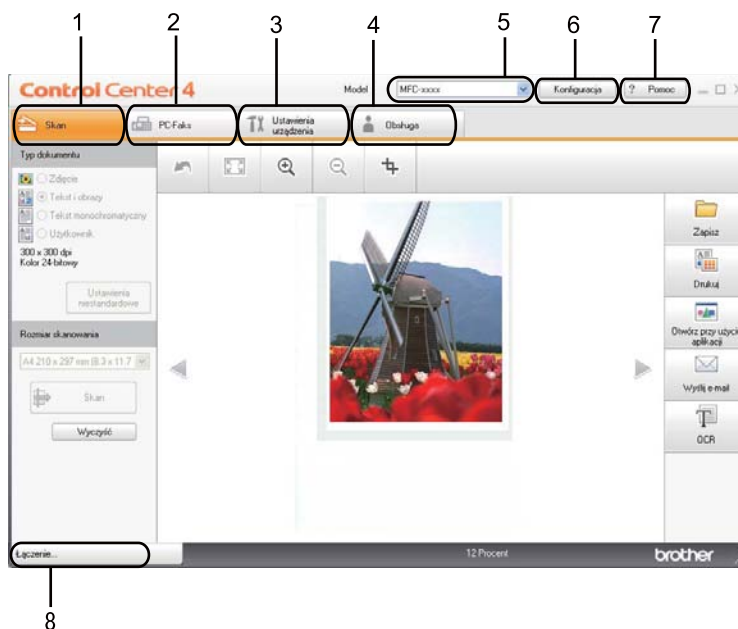 1 2 3 4 5 6 7
Control Center 4
Model MFC-xxxx Konfiguracja ? Pomoc
Skan PC-Faks Ustawienia urządzenia Obsługa
Typ dokumentu
Zdjęcie
Tekst i obrazy
Tekst monochromatyczny
Użytkownik
300 x 300 dpi
Kolor 24-bitowy
Ustawienia
niestandardowe
Rozmiar skanowania
A4 210 x 297 mm (8.3 x 11.7
Skan
Wyczyść
Zapisz
Drukuj
Otwórz przy użyci
aplikacji
Wyślij e-mail
OCR
Łączenie...
12 Procent
brother
8